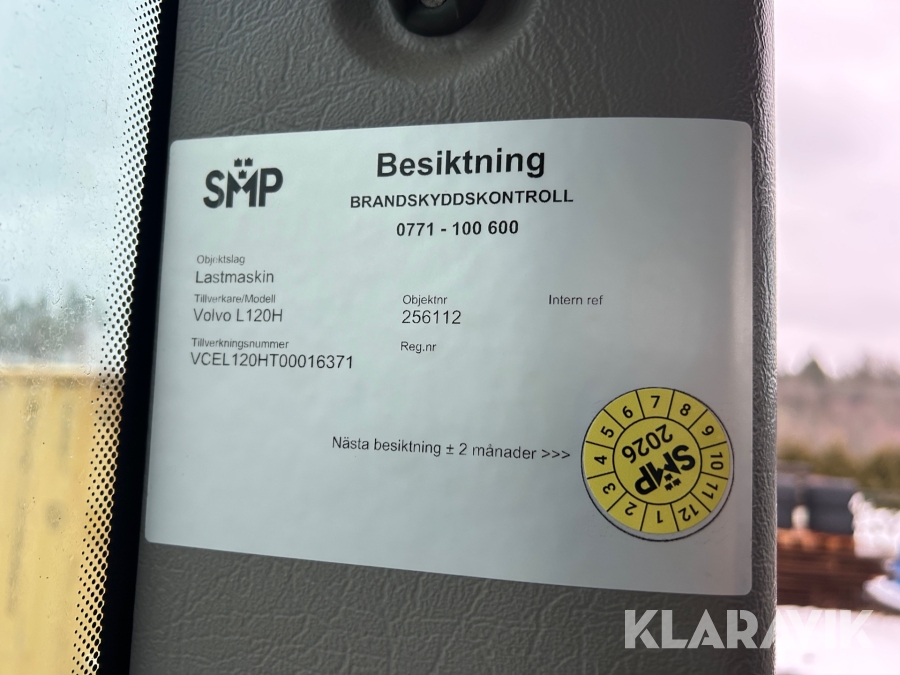 SMP
Besiktning
BRANDSKYDDSKONTROLL
0771 - 100 600
Objektslag
Lastmaskin
Tillverkare/Modell
Volvo L120H
Objektnr
256112
Intern ref
Tillverkningsnummer
VCEL120HT00016371
Reg.nr
Nästa besiktning ± 2 månader >>>
1 2 3 4 5 6 7 8 9 10 11 12
SMP
2026
KLARAVIK